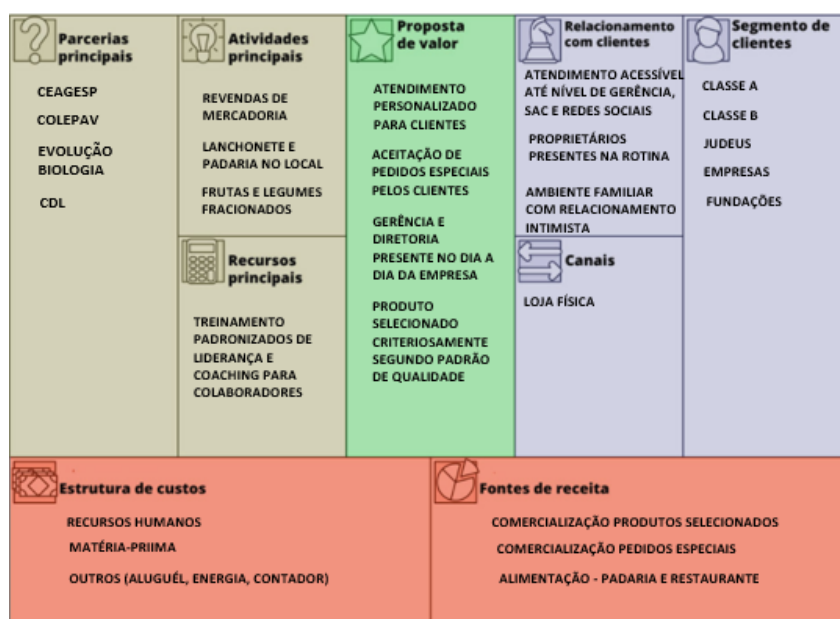 Parcerias
principais
CEAGESP
COLEPAV
EVOLUÇÃO
BIOLOGIA
CDL
Atividades
principais
REVENDAS DE
MERCADORIA
LANCHONETE E
PADARIA NO LOCAL
FRUTAS E LEGUMES
FRACIONADOS
Recursos
principais
TREINAMENTO
PADRONIZADOS DE
LIDERANÇA E
COACHING PARA
COLABORADORES
Proposta
de valor
ATENDIMENTO
PERSONALIZADO
PARA CLIENTES
ACEITAÇÃO DE
PEDIDOS ESPECIAIS
PELOS CLIENTES
GERÊNCIA E
DIRETORIA
PRESENTE NO DIA A
DIA DA EMPRESA
PRODUTO
SELECIONADO
CRITERIOSAMENTE
SEGUNDO PADRÃO
DE QUALIDADE
Relacionamento
com clientes
ATENDIMENTO ACESSÍVEL
ATÉ NÍVEL DE GERÊNCIA,
SAC E REDES SOCIAIS
PROPRIETÁRIOS
PRESENTES NA ROTINA
AMBIENTE FAMILIAR
COM RELACIONAMENTO
INTIMISTA
Canais
LOJA FÍSICA
Segmento de
clientes
CLASSE A
CLASSE B
JUDEUS
EMPRESAS
FUNDAÇÕES
Estrutura de custos
RECURSOS HUMANOS
MATÉRIA-PRIIMA
OUTROS (ALUGUÉL, ENERGIA, CONTADOR)
Fontes de receita
COMERCIALIZAÇÃO PRODUTOS SELECIONADOS
COMERCIALIZAÇÃO PEDIDOS ESPECIAIS
ALIMENTAÇÃO - PADARIA E RESTAURANTE